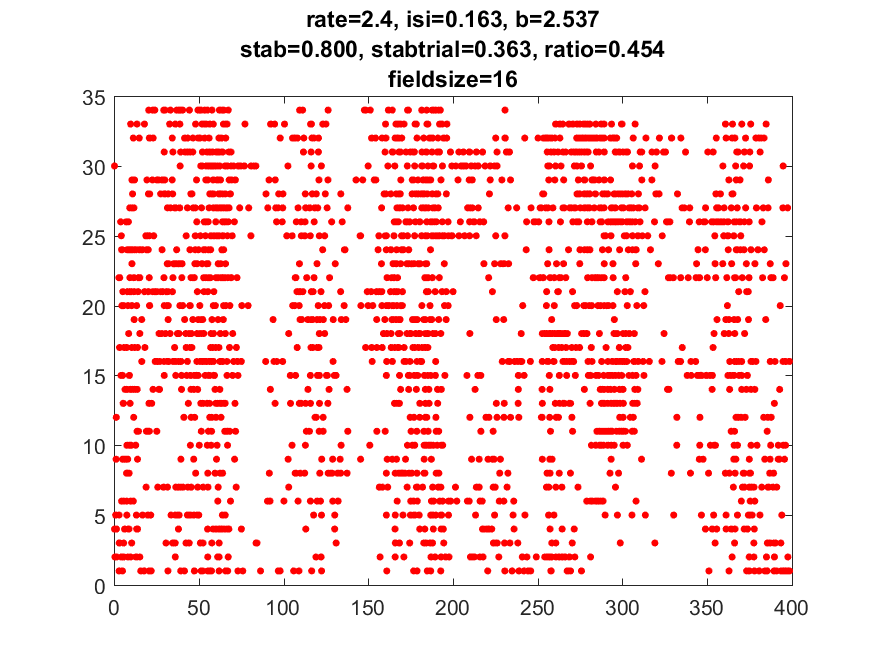 rate=2.4, isi=0.163, b=2.537
stab=0.800, stabtrial=0.363, ratio=0.454
fieldsize=16
35
30
25
20
15
10
5
0
0 50 100 150 200 250 300 350 400